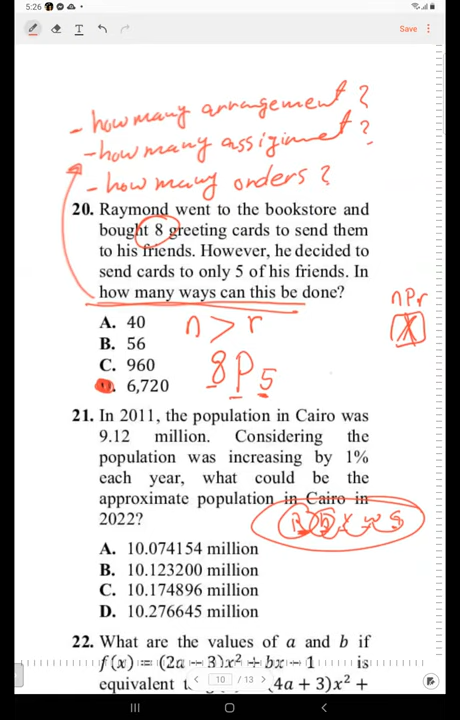 5:26
Save
- how many arrangement ?
- how many assiginmet ?
- how many orders ?
20. Raymond went to the bookstore and
bought 8 greeting cards to send them
to his friends. However, he decided to
send cards to only 5 of his friends. In
how many ways can this be done?
nPr
A. 40
n > r
B. 56
C. 960
8P5
6,720
21. In 2011, the population in Cairo was
9.12 million. Considering the
population was increasing by 1%
each year, what could be the
approximate population in Cairo in
2022?
A. 10.074154 million
B. 10.123200 million
C. 10.174896 million
D. 10.276645 million
22. What are the values of a and b if
f(x) = (2a - 3)x² + bx - 1 is
equivalent (4a + 3)x² +
10 / 13